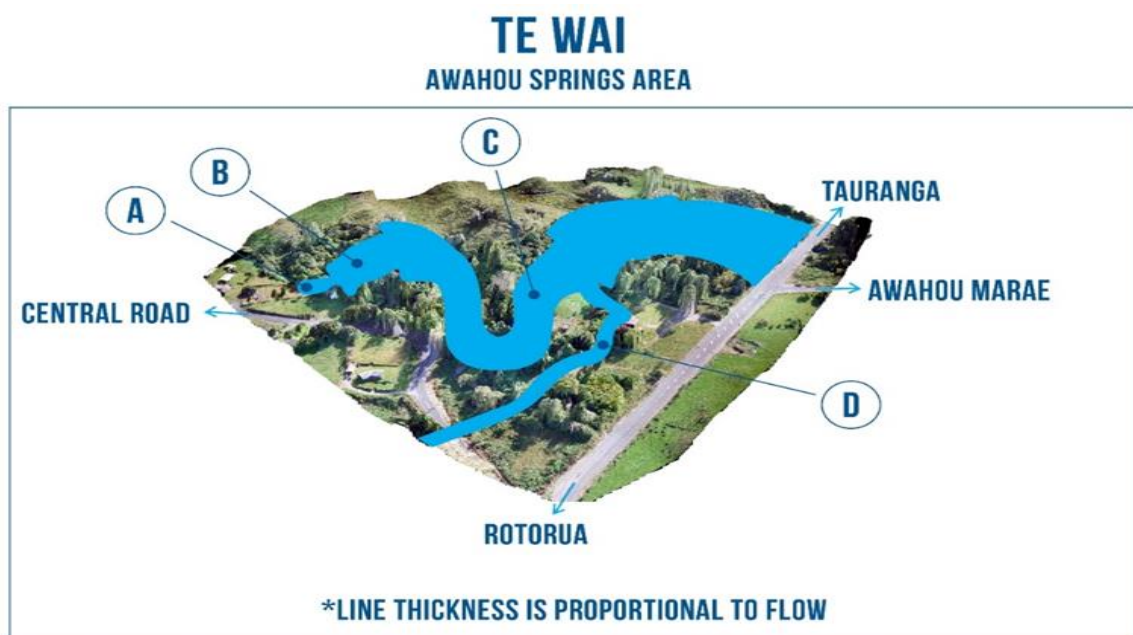 TE WAI
AWAHOU SPRINGS AREA
C
B
A
TAURANGA
AWAHOU MARAE
CENTRAL ROAD
D
ROTORUA
*LINE THICKNESS IS PROPORTIONAL TO FLOW